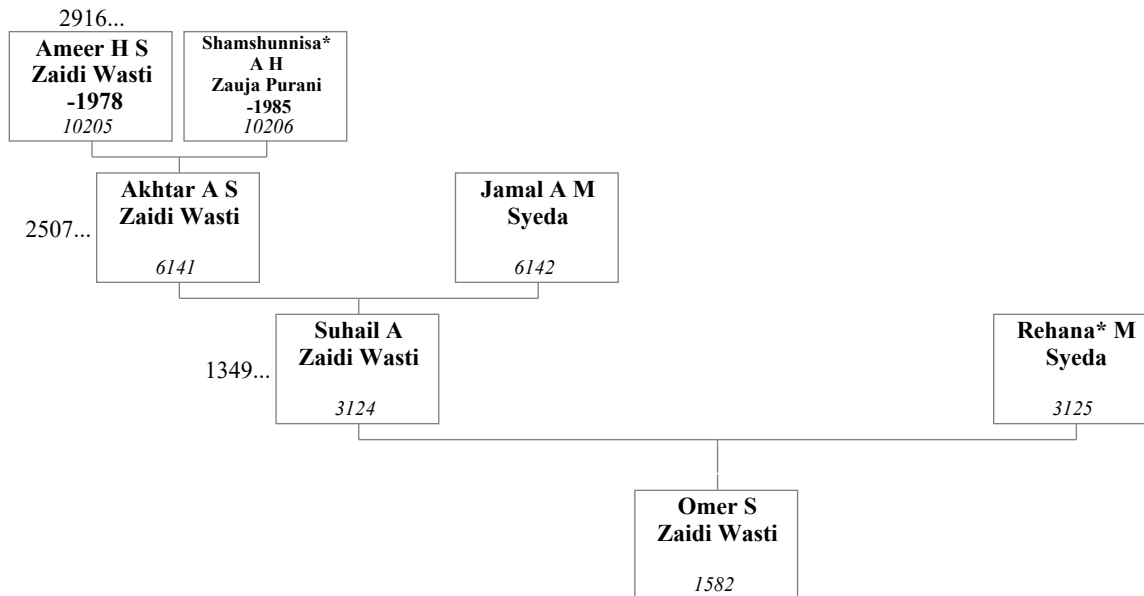 2916...
Ameer H S
Zaidi Wasti
-1978
10205
Shamshunnisa*
A H
Zauja Purani
-1985
10206
2507...
Akhtar A S
Zaidi Wasti
6141
Jamal A M
Syeda
6142
1349...
Suhail A
Zaidi Wasti
3124
Rehana* M
Syeda
3125
Omer S
Zaidi Wasti
1582